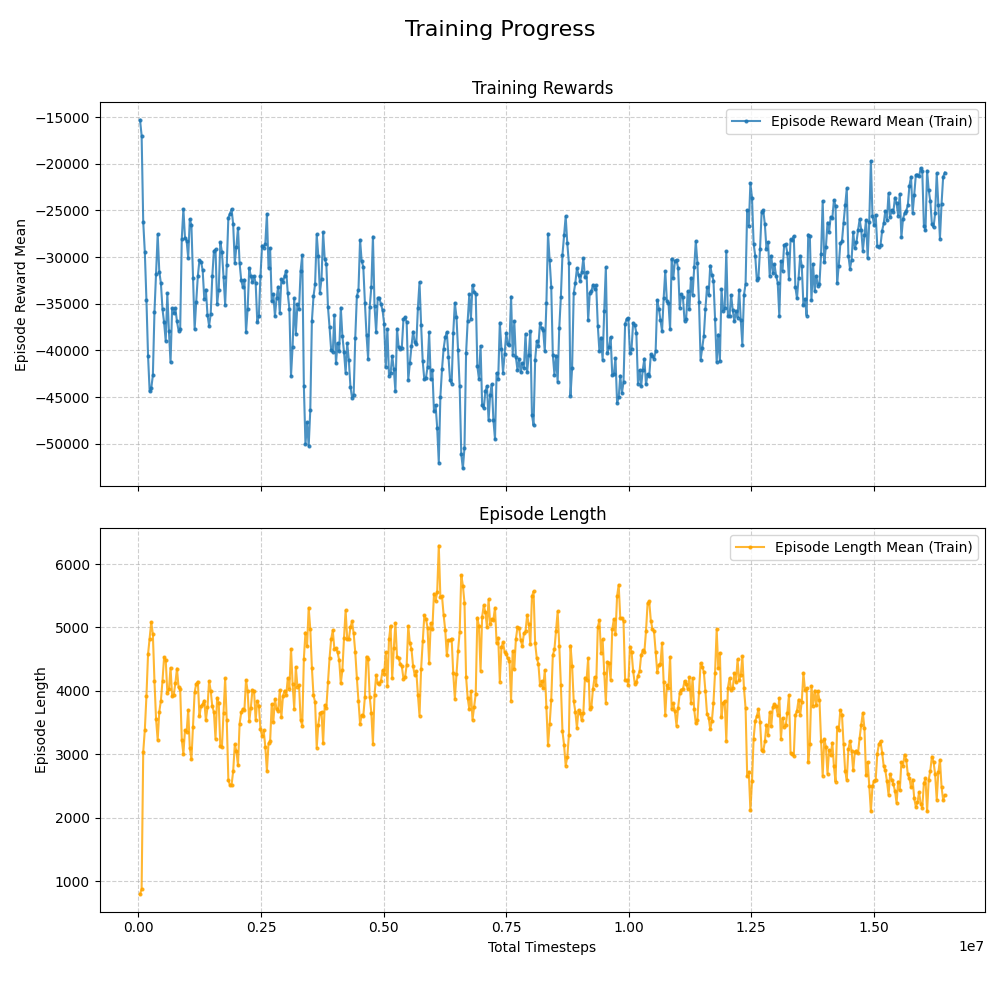 Training Progress
Training Rewards
Episode Reward Mean (Train)
−15000
−20000
−25000
−30000
−35000
−40000
−45000
−50000
Episode Reward Mean
Episode Length
Episode Length Mean (Train)
6000
5000
4000
3000
2000
1000
Episode Length
0.00 0.25 0.50 0.75 1.00 1.25 1.50
Total Timesteps
1e7